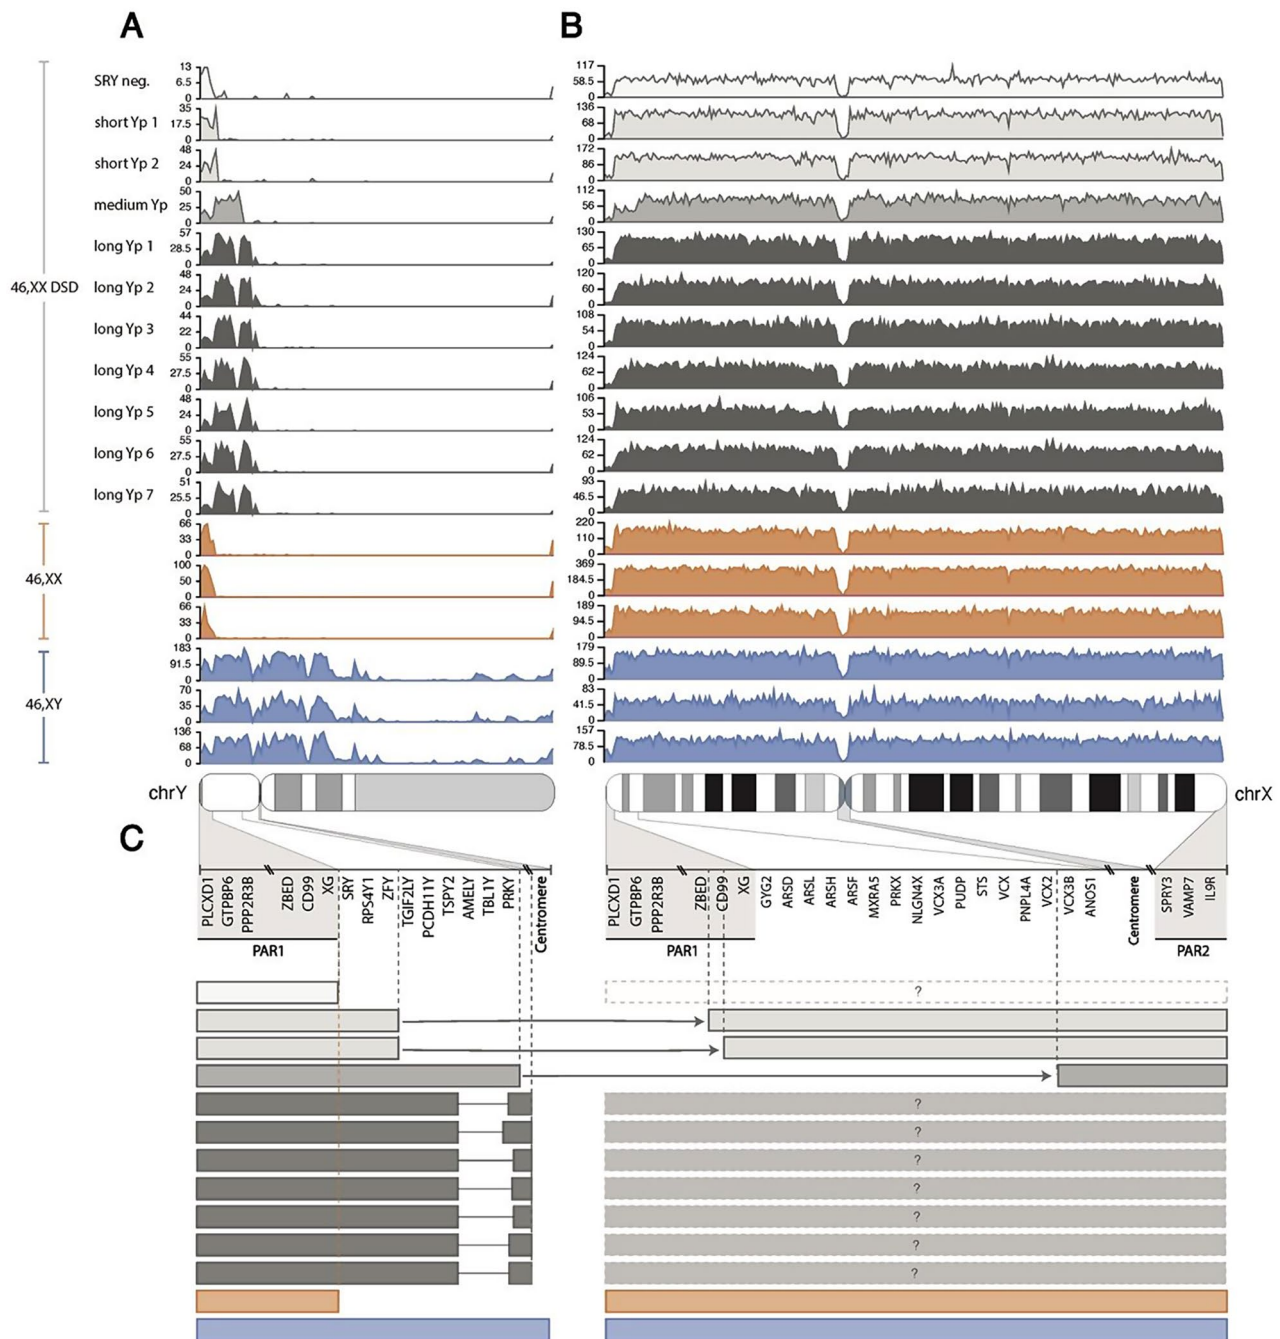 A
B
SRY neg.
13
6.5
0
117
58.5
0
short Yp 1
35
17.5
0
136
68
0
short Yp 2
48
24
0
172
86
0
medium Yp
50
25
0
112
56
0
long Yp 1
57
28.5
0
130
65
0
46,XX DSD
long Yp 2
48
24
0
120
60
0
long Yp 3
44
22
0
108
54
0
long Yp 4
55
27.5
0
124
62
0
long Yp 5
48
24
0
106
53
0
long Yp 6
55
27.5
0
124
62
0
long Yp 7
51
25.5
0
93
46.5
0
46,XX
66
33
0
220
110
0
100
50
0
369
184.5
0
66
33
0
189
94.5
0
46,XY
183
91.5
0
179
89.5
0
70
35
0
83
41.5
0
136
68
0
157
78.5
0
chrY
chrX
C
PLCXD1
GTPBP6
PPP2R3B
ZBED
CD99
XG
SRY
RPS4Y1
ZFY
TGIF2LY
PCDH11Y
TSPY2
AMELY
TBL1Y
PRKY
Centromere
PLCXD1
GTPBP6
PPP2R3B
ZBED
CD99
XG
GYG2
ARSD
ARSL
ARSH
ARSF
MXRA5
PRKX
NLGN4X
VCX3A
PUDP
STS
VCX
PNPL4A
VCX2
VCX3B
ANOS1
Centromere
SPRY3
VAMP7
IL9R
PAR1
PAR1
PAR2
?
?
?
?
?
?
?
?